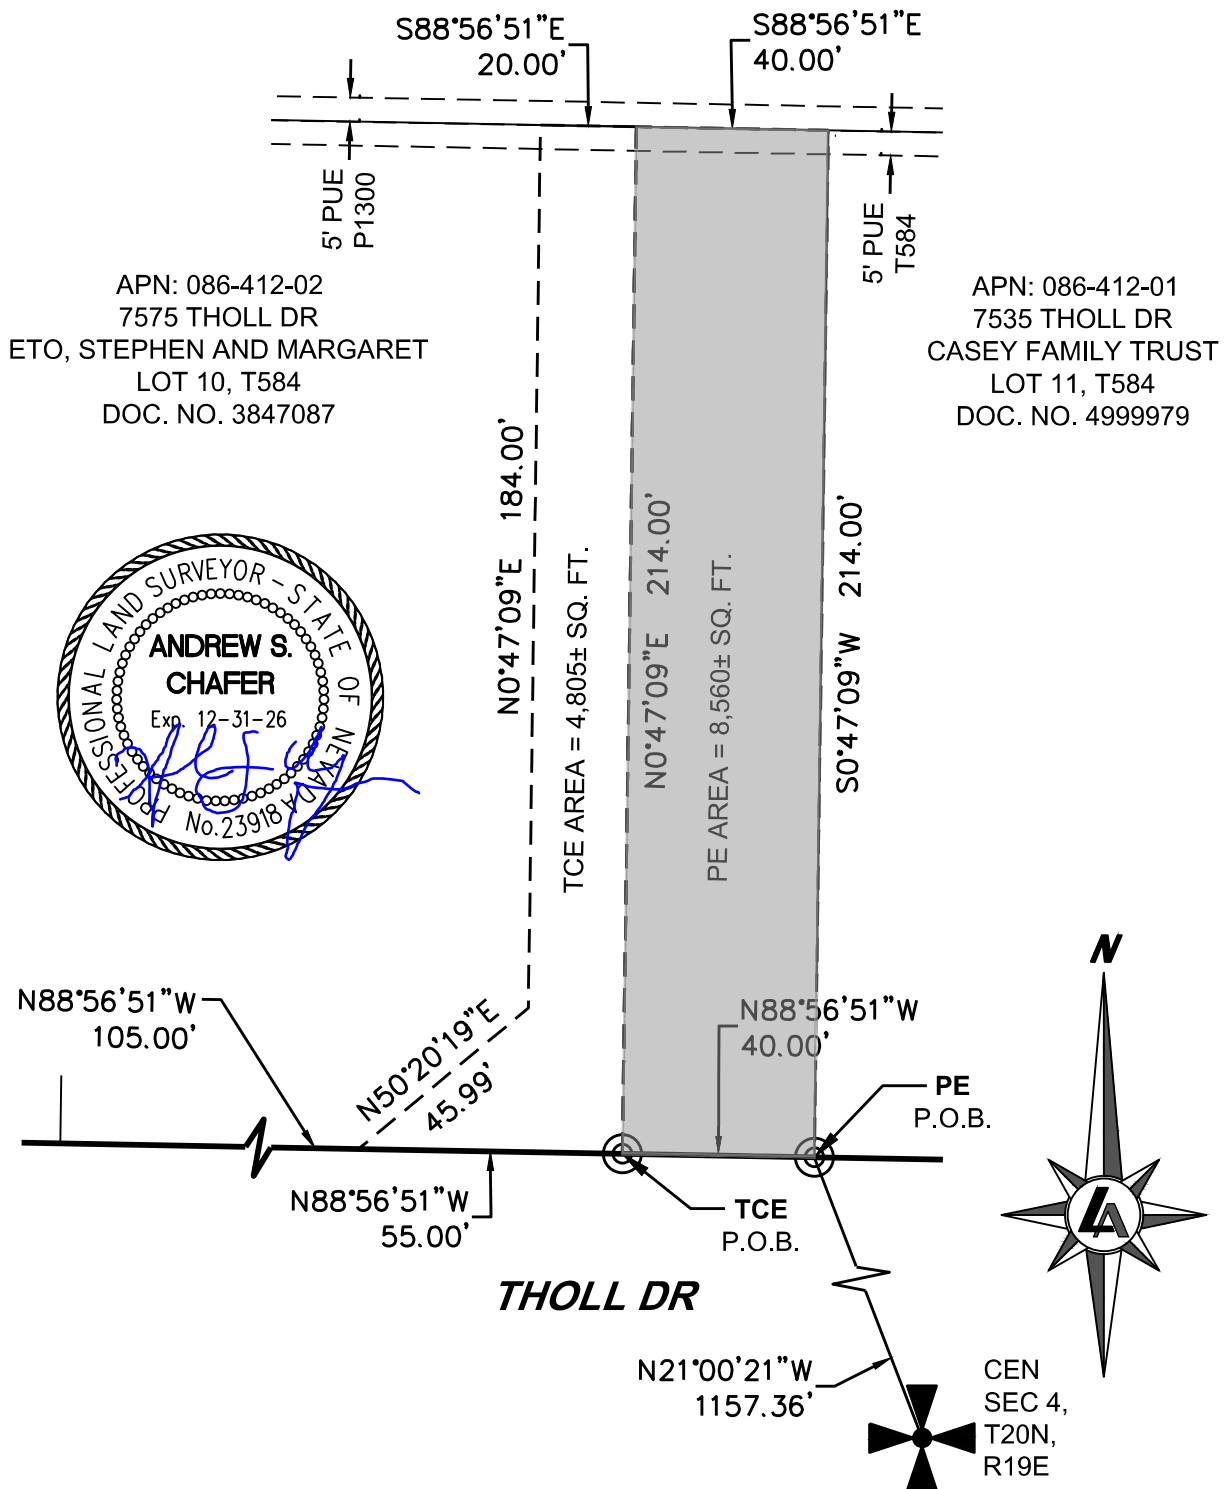 S88°56'51"E
20.00'
S88°56'51"E
40.00'
5' PUE
P1300
5' PUE
T584
APN: 086-412-02
7575 THOLL DR
ETO, STEPHEN AND MARGARET
LOT 10, T584
DOC. NO. 3847087
APN: 086-412-01
7535 THOLL DR
CASEY FAMILY TRUST
LOT 11, T584
DOC. NO. 4999979
N0°47'09"E 184.00'
TCE AREA = 4,805± SQ. FT.
N0°47'09"E 214.00'
PE AREA = 8,560± SQ. FT.
S0°47'09"W 214.00'
PROFESSIONAL LAND SURVEYOR - STATE OF NEVADA
ANDREW S.
CHAFER
Exp. 12-31-26
No.23918
N
N88°56'51"W
105.00'
N50°20'19"E
45.99'
N88°56'51"W
40.00'
PE
P.O.B.
N88°56'51"W
55.00'
TCE
P.O.B.
LA
THOLL DR
N21°00'21"W
1157.36'
CEN
SEC 4,
T20N,
R19E